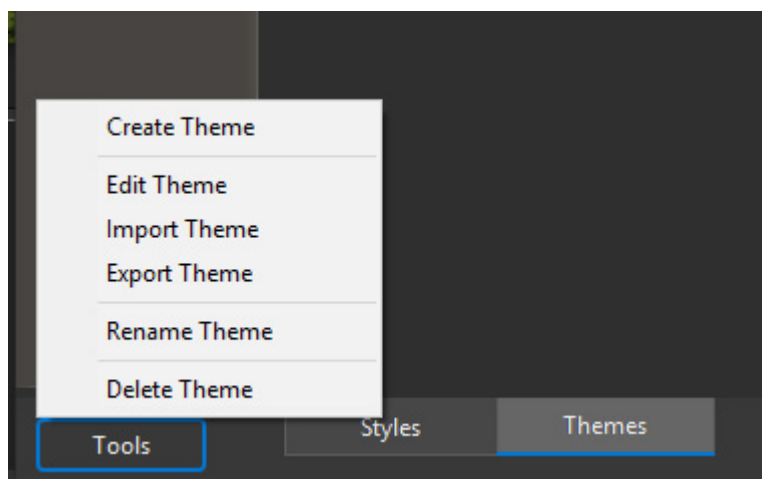 Create Theme
Edit Theme
Import Theme
Export Theme
Rename Theme
Delete Theme
Tools
Styles
Themes